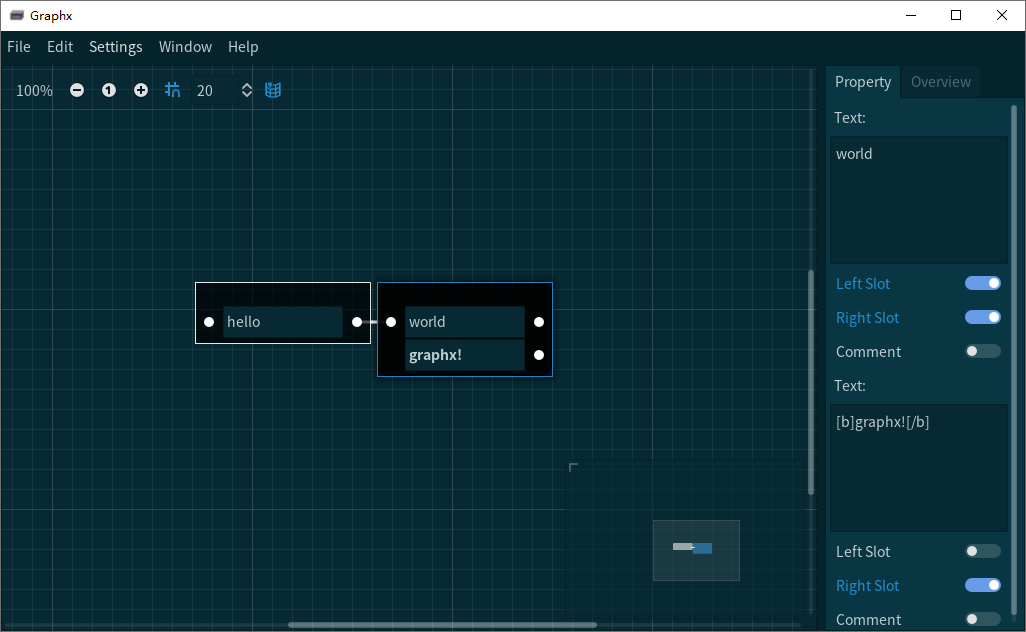 Graphx
File Edit Settings Window Help
100% 1 20
Property Overview
Text:
world
Left Slot
Right Slot
Comment
Text:
[b]graphx![/b]
Left Slot
Right Slot
Comment
hello
world
graphx!